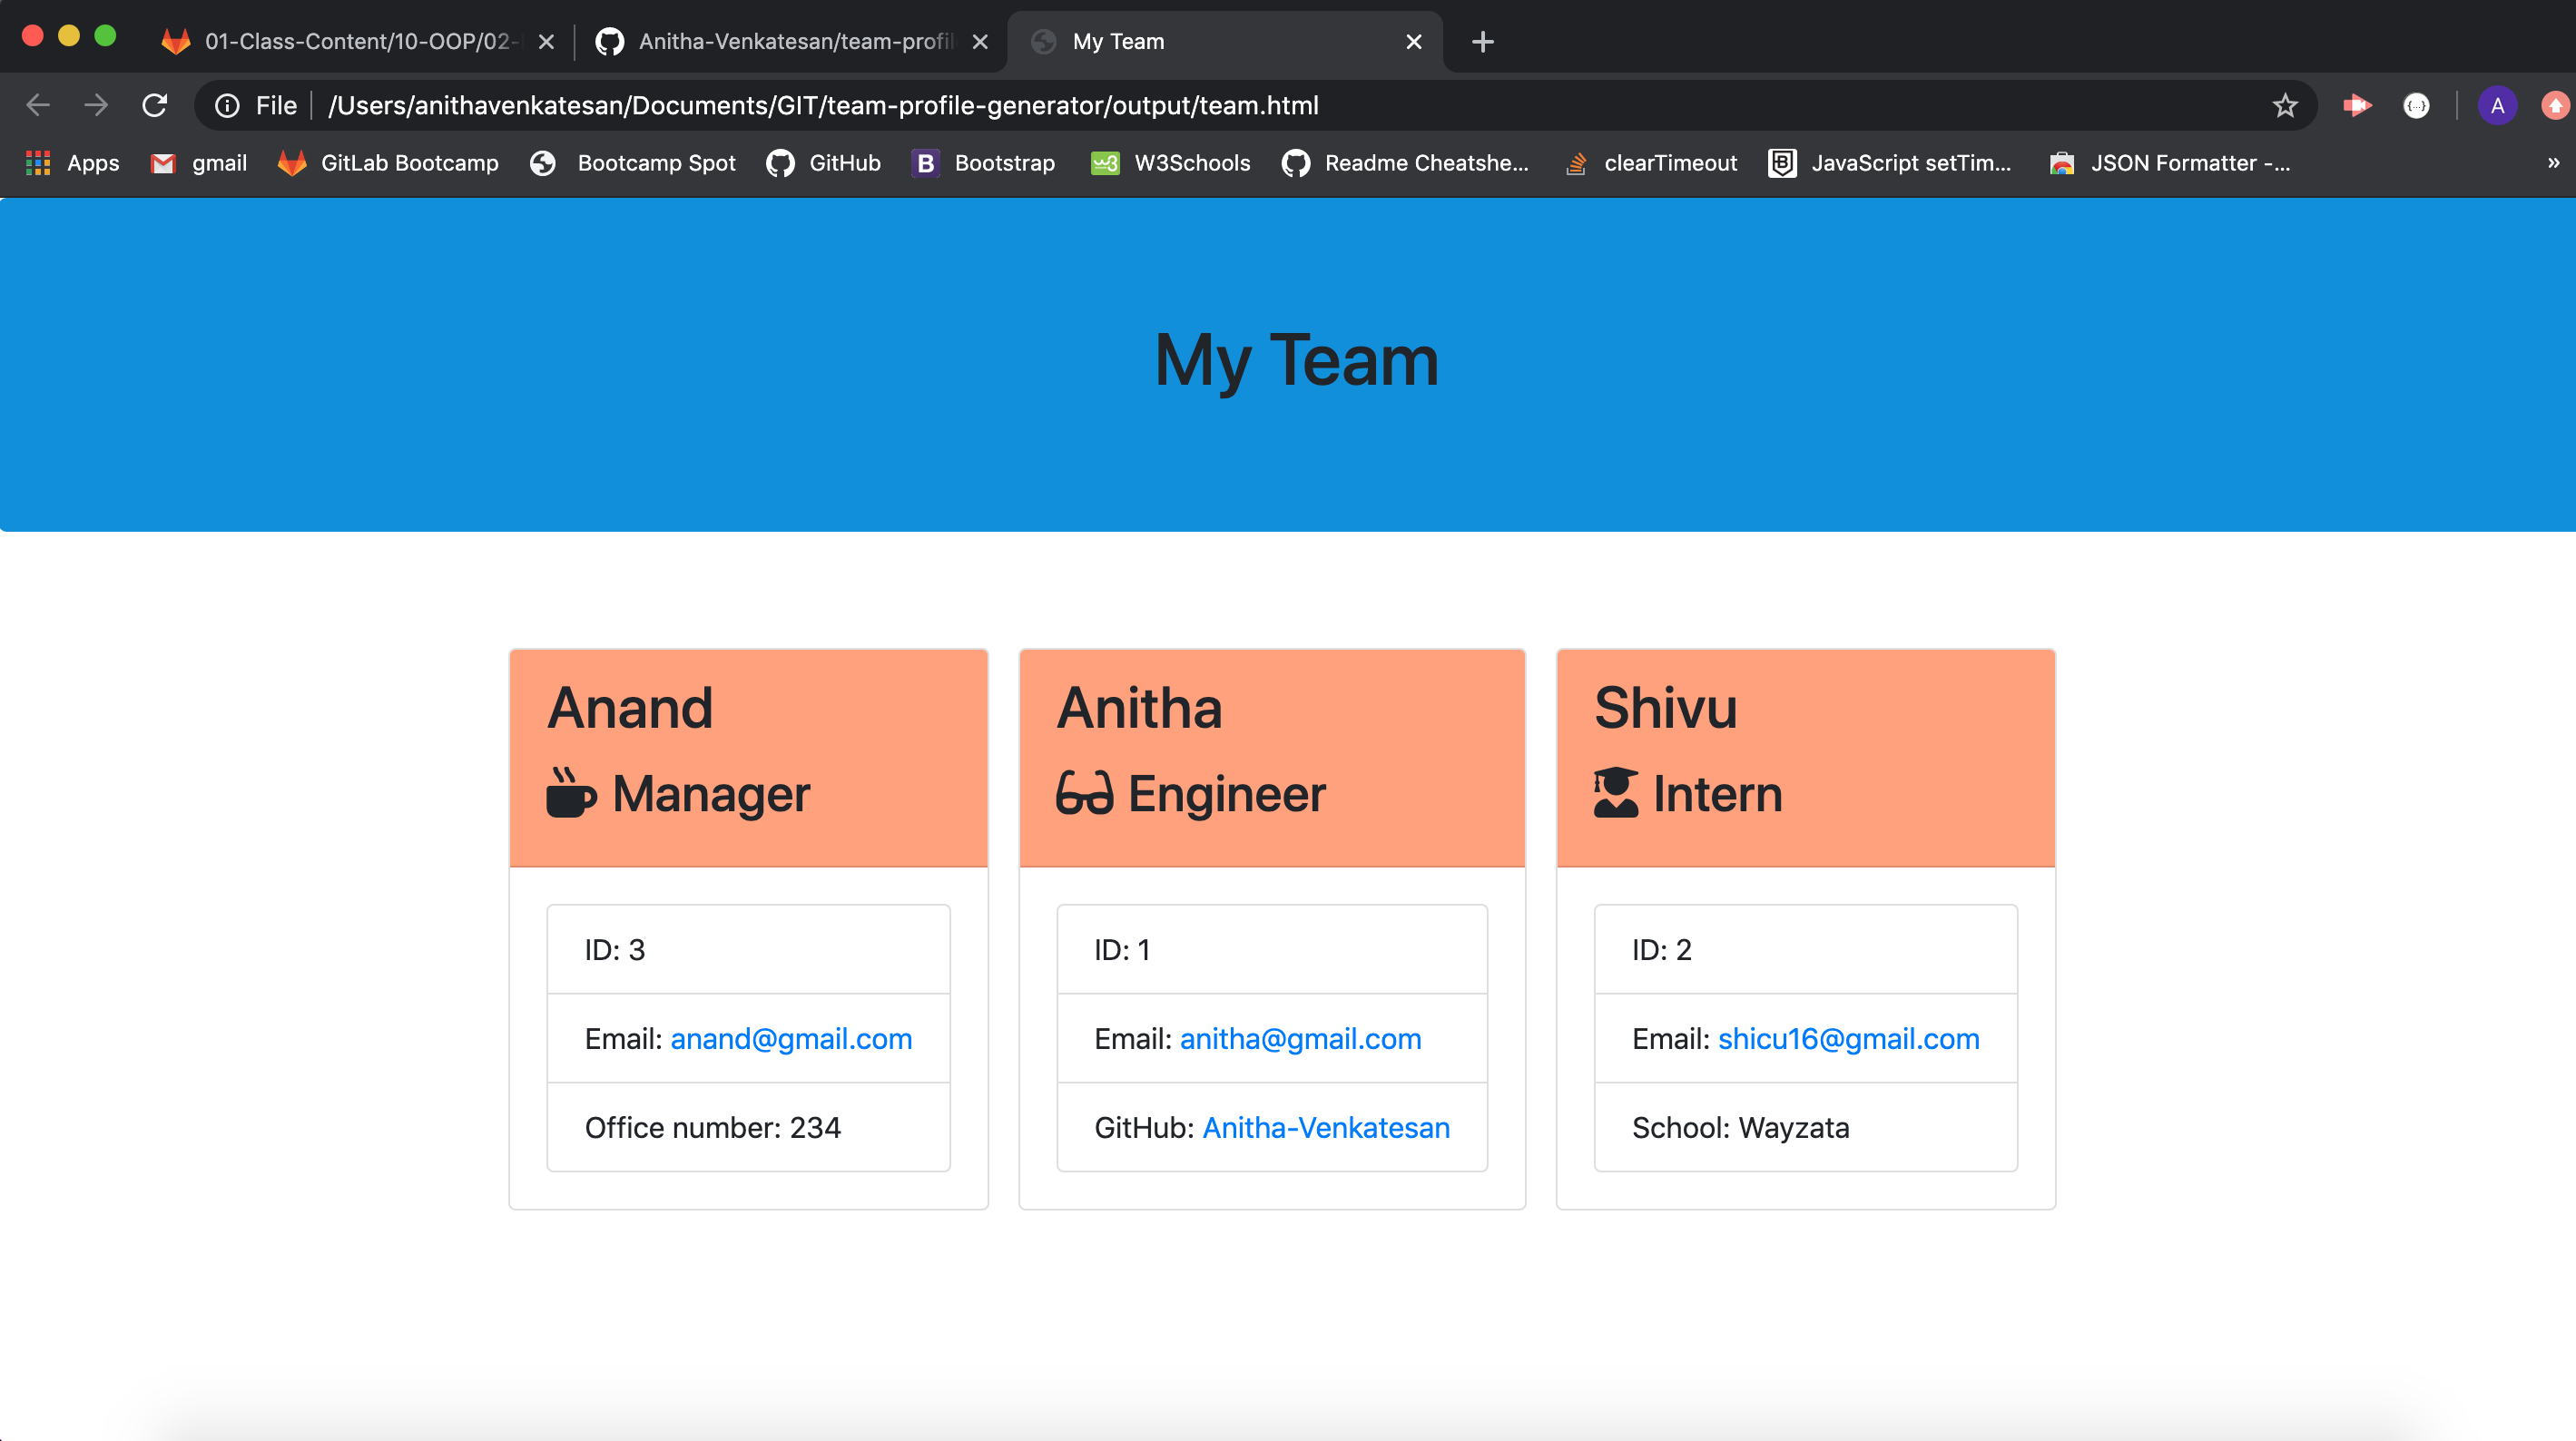 01-Class-Content/10-OOP/02-
Anitha-Venkatesan/team-profil
My Team
File /Users/anithavenkatesan/Documents/GIT/team-profile-generator/output/team.html
A
Apps gmail GitLab Bootcamp Bootcamp Spot GitHub B Bootstrap W3Schools Readme Cheatshe... clearTimeout JavaScript setTim... JSON Formatter -... »
My Team
Anand
Manager
ID: 3
Email: anand@gmail.com
Office number: 234
Anitha
Engineer
ID: 1
Email: anitha@gmail.com
GitHub: Anitha-Venkatesan
Shivu
Intern
ID: 2
Email: shicu16@gmail.com
School: Wayzata